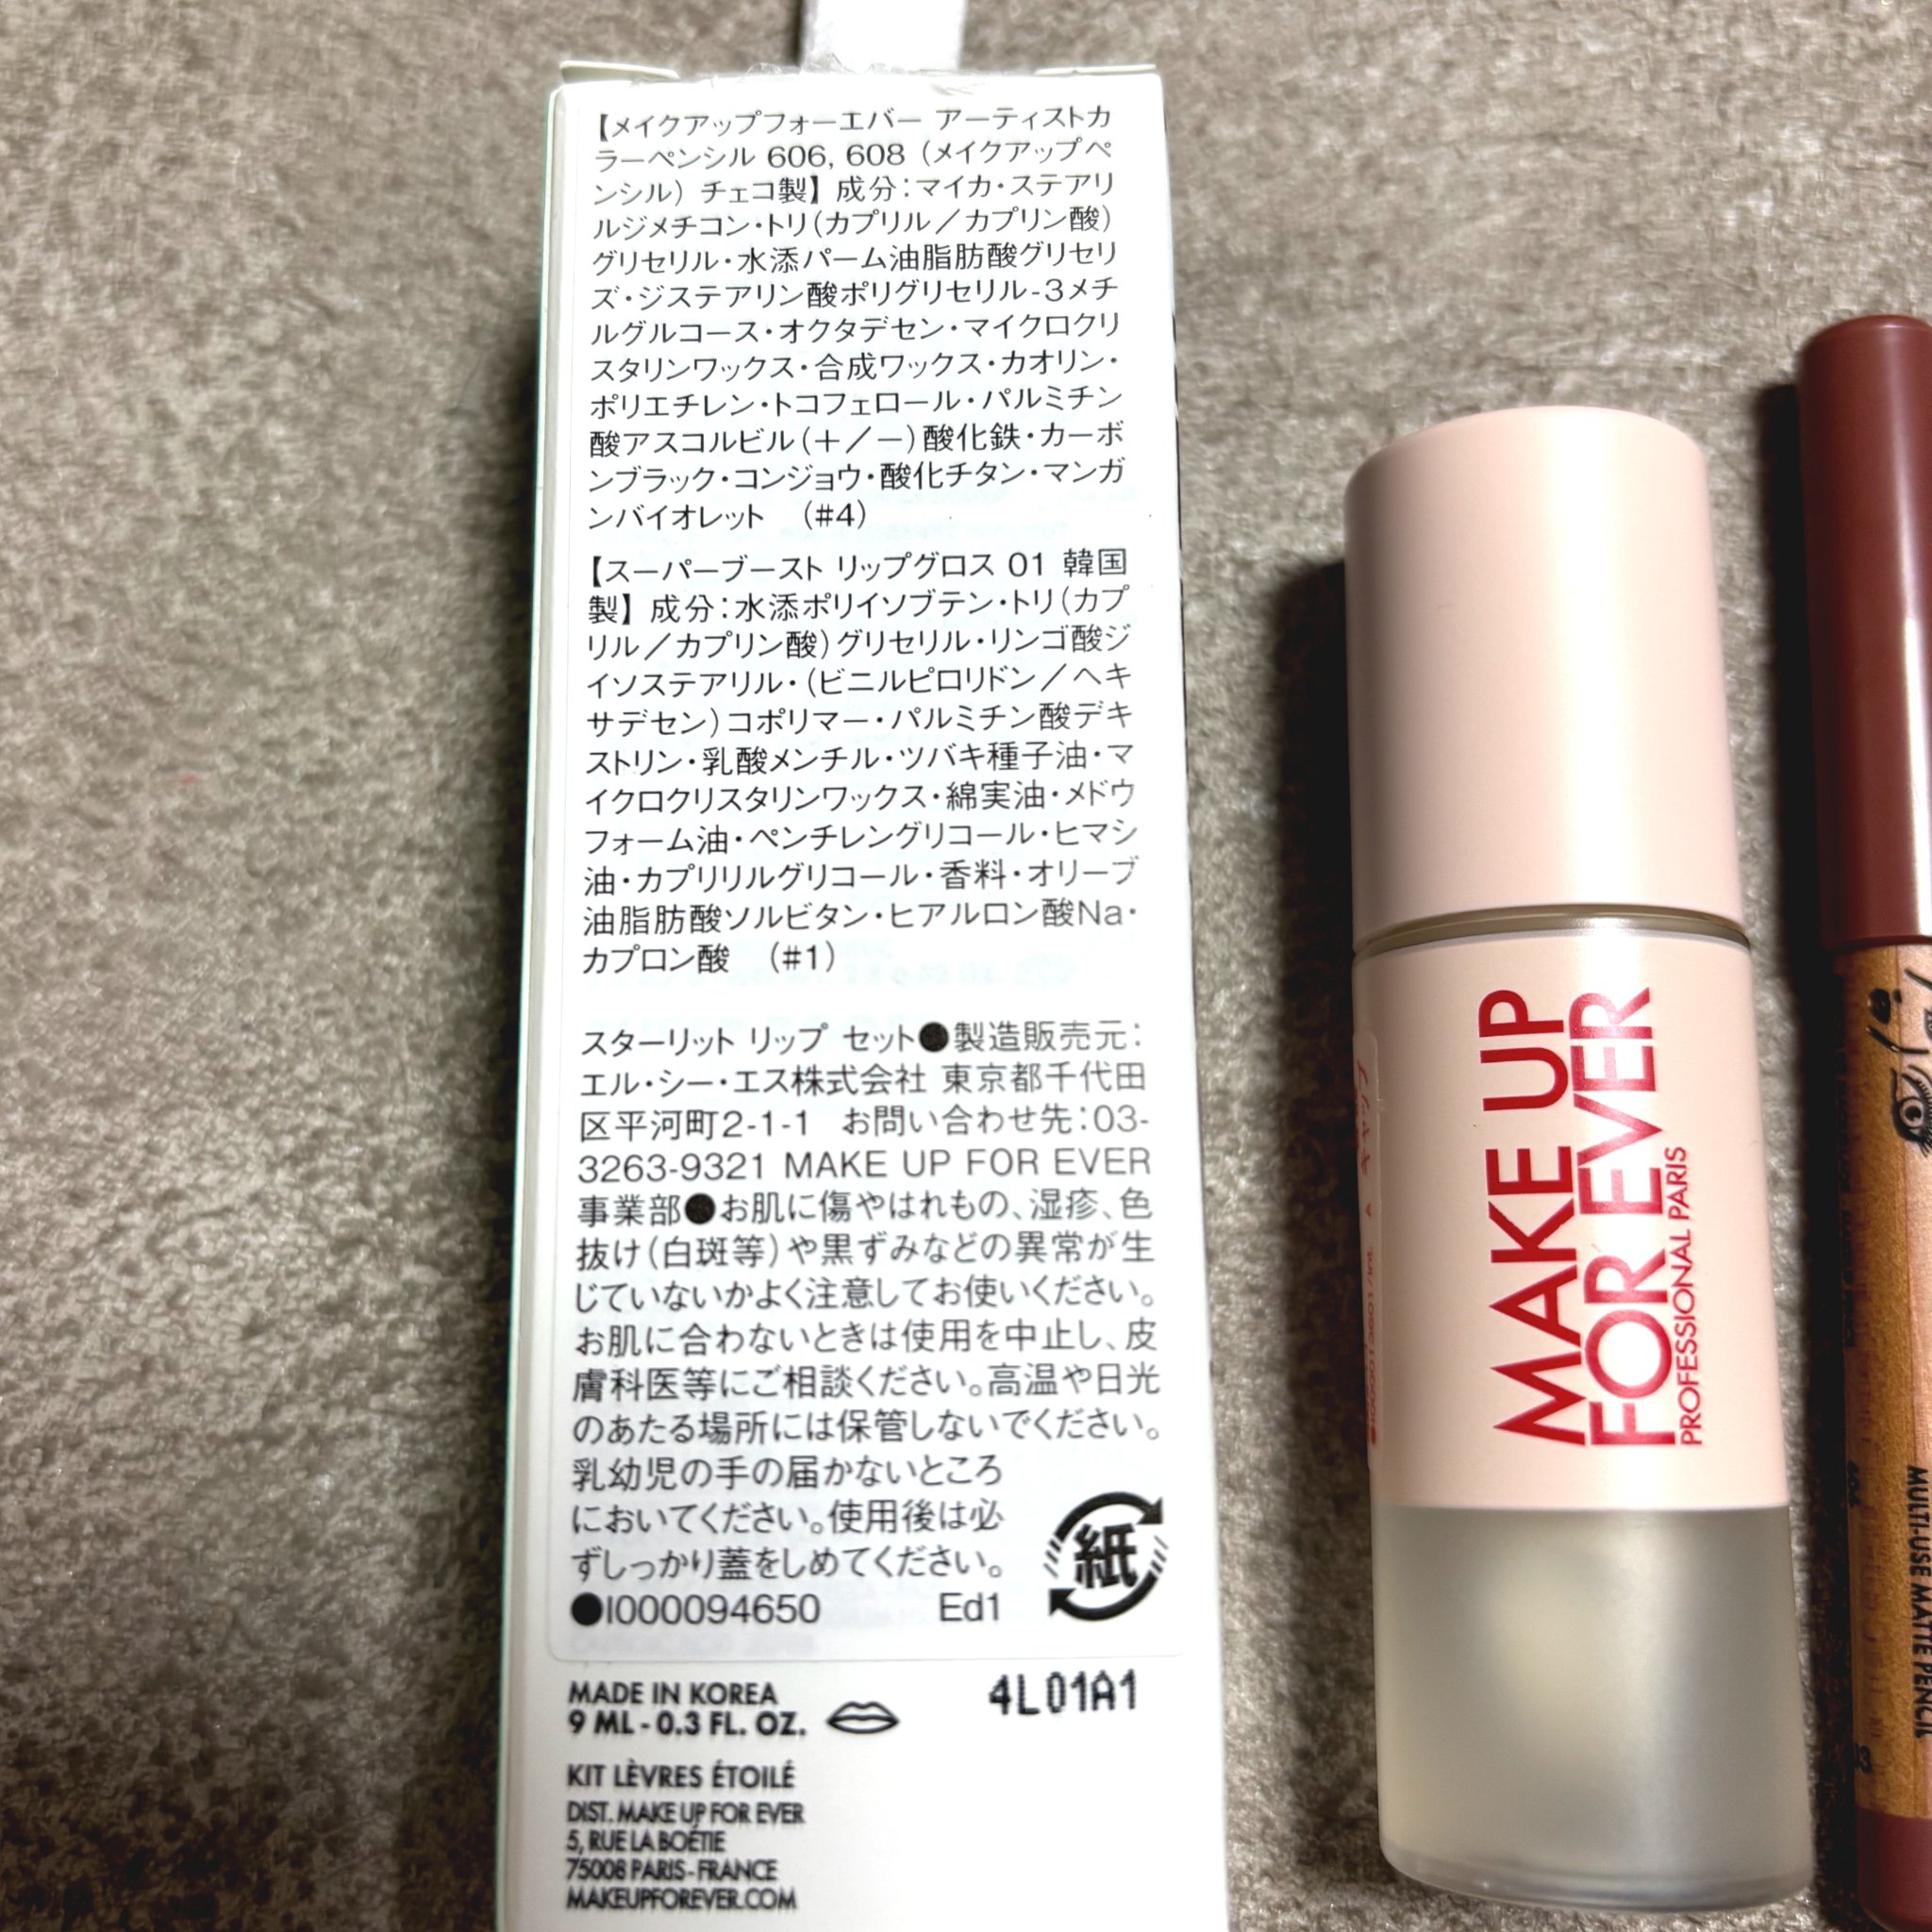 【メイクアップフォーエバー アーティストカ
ラーペンシル 606, 608 (メイクアップペ
ンシル) チェコ製】 成分:マイカ・ステアリ
ルジメチコン・トリ(カプリル/カプリン酸)
グリセリル・水添パーム油脂肪酸グリセリ
ズ・ジステアリン酸ポリグリセリル-3メチ
ルグルコース・オクタデセン・マイクロクリ
スタリンワックス・合成ワックス・カオリン・
ポリエチレン・トコフェロール・パルミチン
酸アスコルビル(+/-)酸化鉄・カーボ
ンブラック・コンジョウ・酸化チタン・マンガ
ンバイオレット (#4)
【スーパーブースト リップグロス 01 韓国
製】 成分:水添ポリイソブテン・トリ(カプ
リル/カプリン酸)グリセリル・リンゴ酸ジ
イソステアリル・(ビニルピロリドン/ヘキ
サデセン)コポリマー・パルミチン酸デキ
ストリン・乳酸メンチル・ツバキ種子油・マ
イクロクリスタリンワックス・綿実油・メドウ
フォーム油・ペンチレングリコール・ヒマシ
油・カプリリルグリコール・香料・オリーブ
油脂肪酸ソルビタン・ヒアルロン酸Na・
カプロン酸 (#1)
スターリット リップ セット●製造販売元:
エル・シー・エス株式会社 東京都千代田
区平河町2-1-1 お問い合わせ先:03-
3263-9321 MAKE UP FOR EVER
事業部●お肌に傷やはれもの、湿疹、色
抜け(白斑等)や黒ずみなどの異常が生
じていないかよく注意してお使いください。
お肌に合わないときは使用を中止し、皮
膚科医等にご相談ください。高温や日光
のあたる場所には保管しないでください。
乳幼児の手の届かないところ
においてください。使用後は必
ずしっかり蓋をしめてください。
●I000094650 Ed1
紙
MADE IN KOREA
9 ML - 0.3 FL. OZ.
4L01A1
KIT LÈVRES ÉTOILÉ
DIST. MAKE UP FOR EVER
5, RUE LA BOÉTIE
75008 PARIS - FRANCE
MAKEUPFOREVER.COM
MAKE UP
FOR EVER
PROFESSIONAL PARIS
MULTI-USE MATTE PENCIL